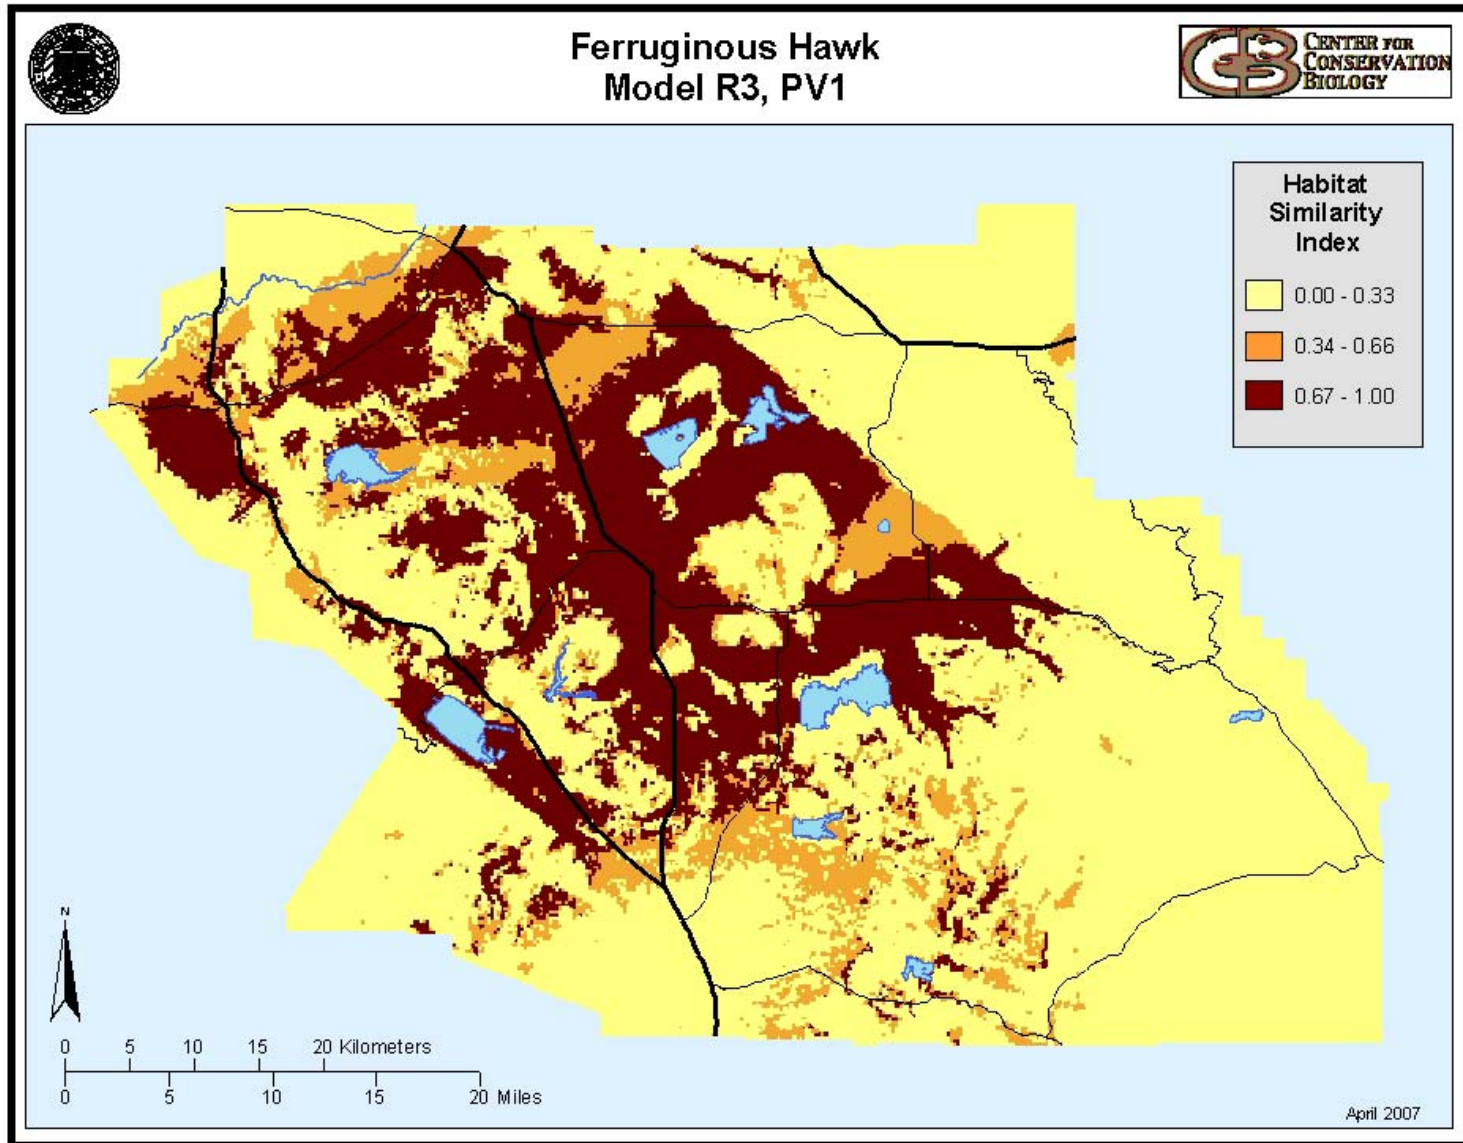 Ferruginous Hawk
Model R3, PV1
CENTER FOR
CONSERVATION
BIOLOGY
Habitat
Similarity
Index
0.00 - 0.33
0.34 - 0.66
0.67 - 1.00
N
0 5 10 15 20 Kilometers
0 5 10 15 20 Miles
April 2007